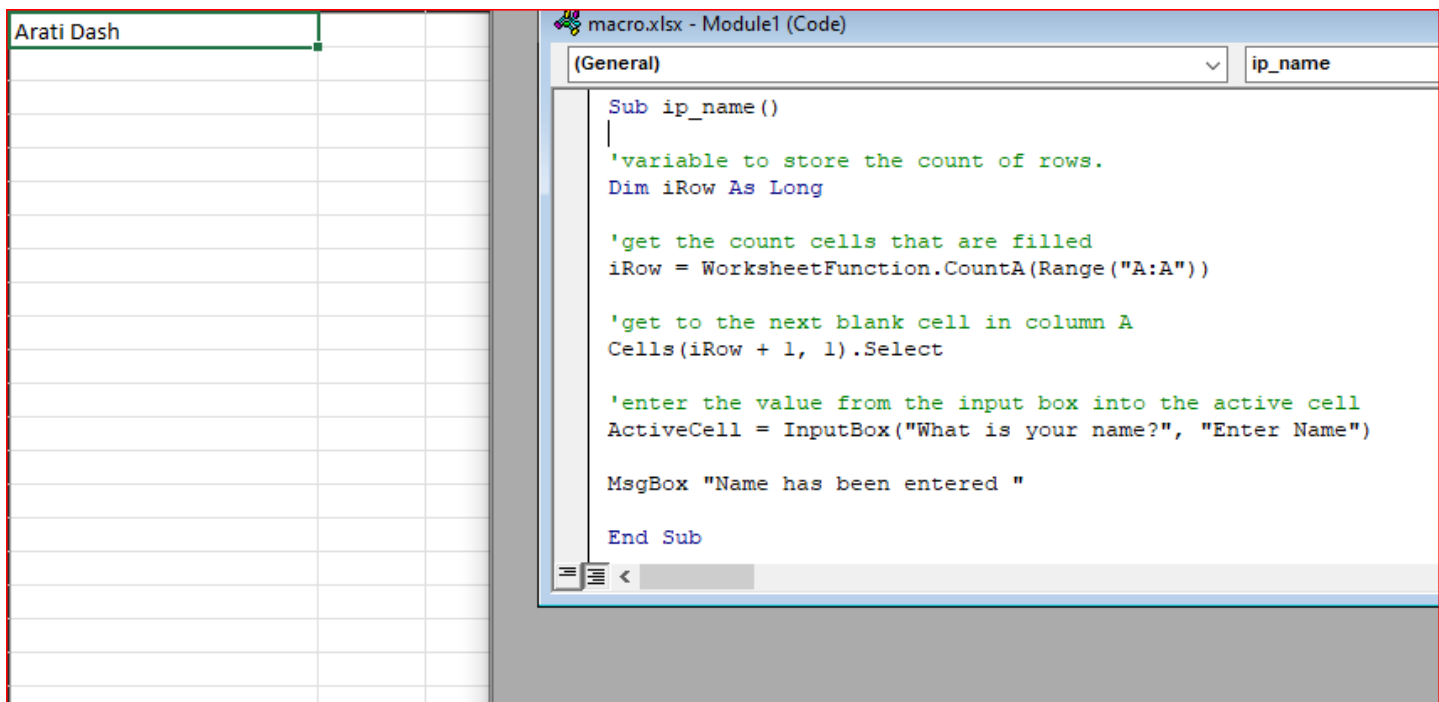 Arati Dash
macro.xlsx - Module1 (Code)
(General)
ip_name
Sub ip_name()
'variable to store the count of rows.
Dim iRow As Long
'get the count cells that are filled
iRow = WorksheetFunction.CountA(Range("A:A"))
'get to the next blank cell in column A
Cells(iRow + 1, 1).Select
'enter the value from the input box into the active cell
ActiveCell = InputBox("What is your name?", "Enter Name")
MsgBox "Name has been entered "
End Sub